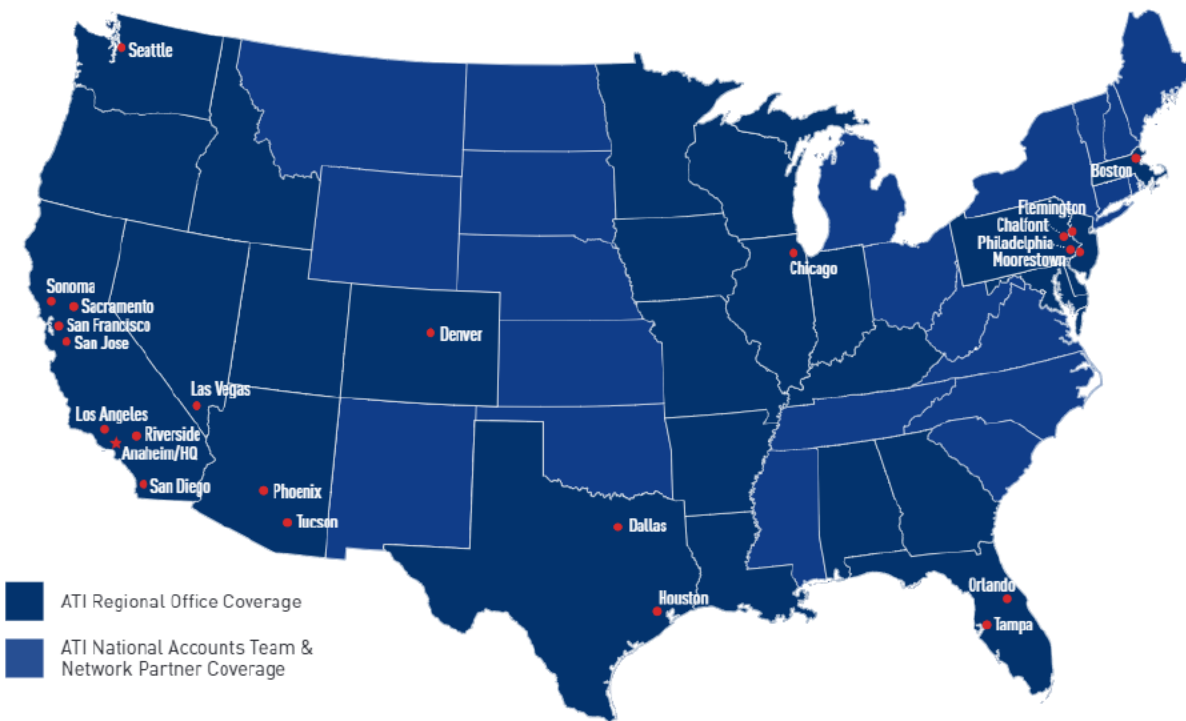 Seattle
Boston
Flemington
Chalfont
Philadelphia
Moorestown
Chicago
Sonoma
Sacramento
San Francisco
San Jose
Denver
Las Vegas
Los Angeles
Riverside
Anaheim/HQ
San Diego
Phoenix
Tucson
Dallas
Houston
Orlando
Tampa
ATI Regional Office Coverage
ATI National Accounts Team &
Network Partner Coverage